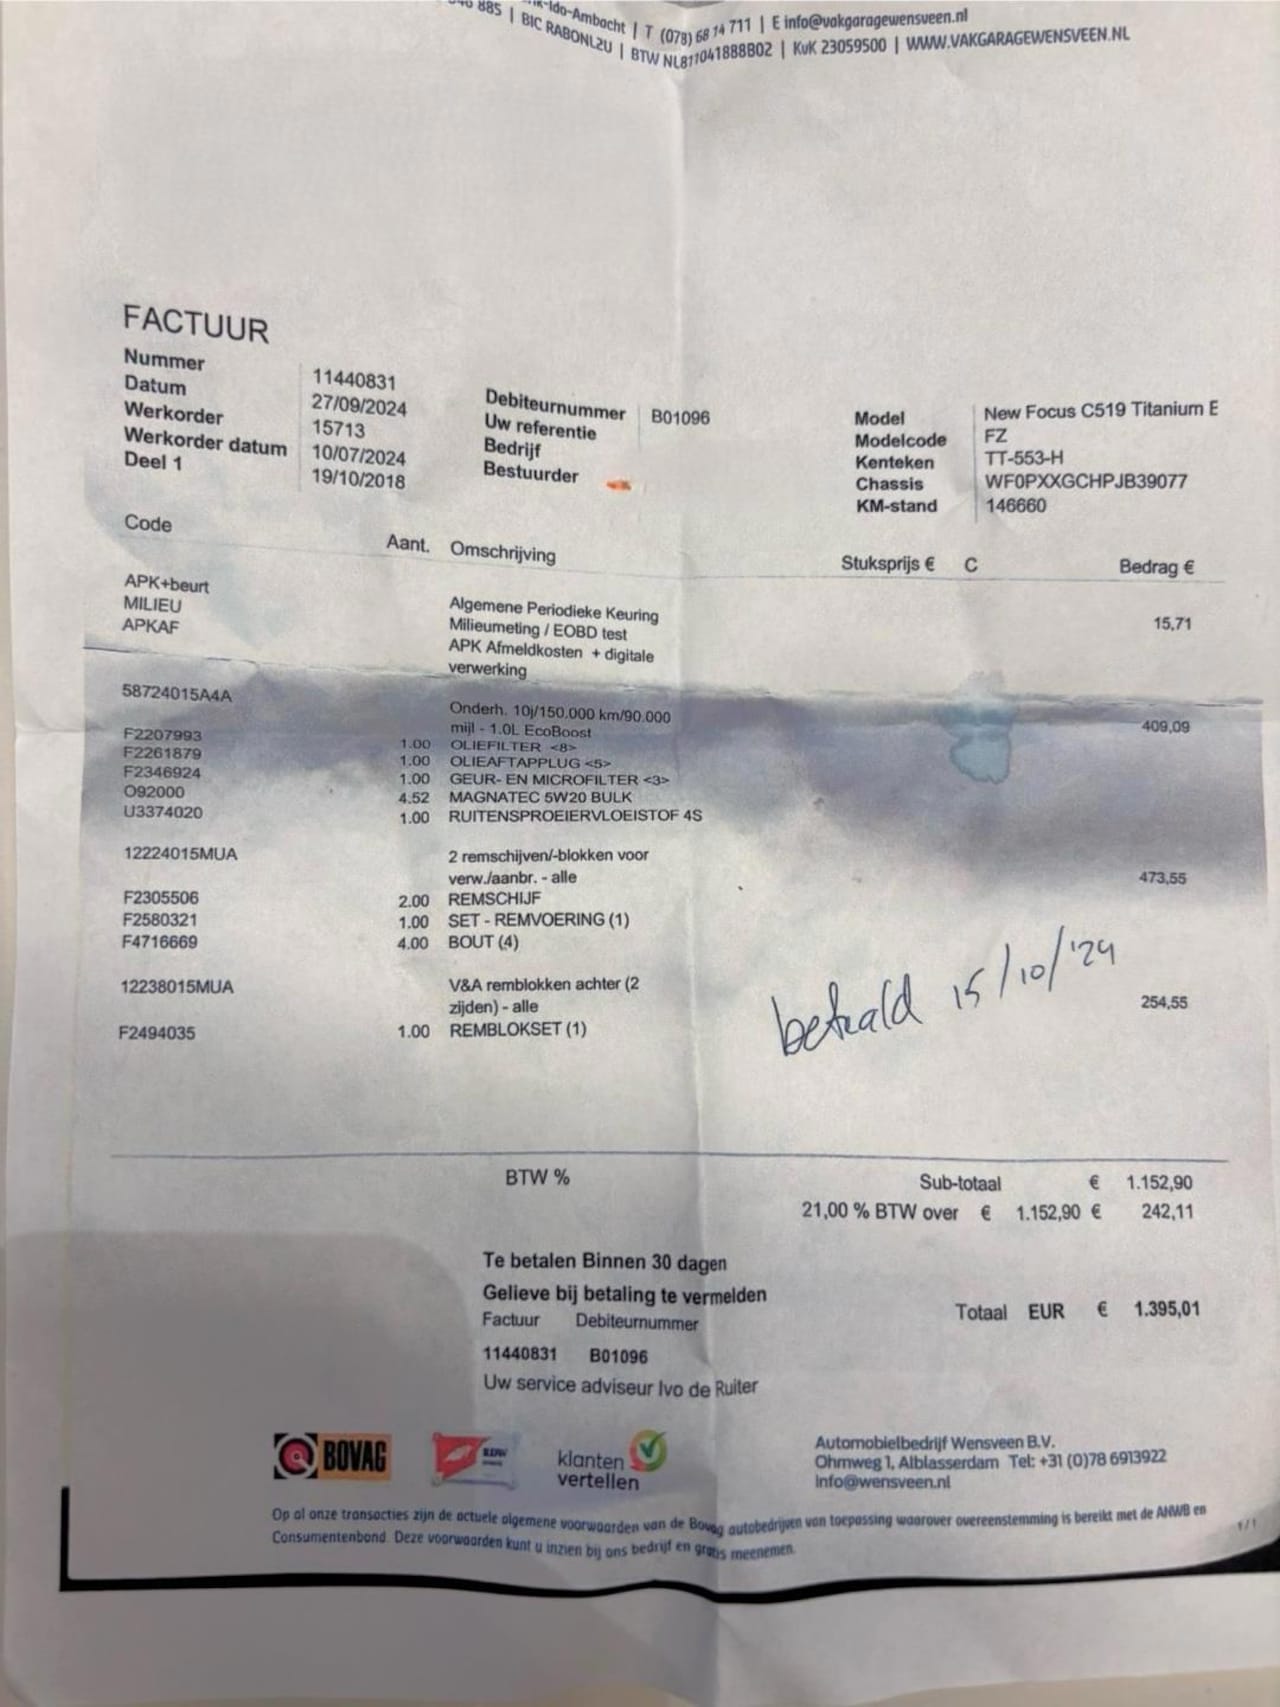 885 | BIC RABONL2U | BTW NL811041888B02 | KvK 23059500 | WWW.VAKGARAGEWENSVEEN.NL
-Ido-Ambacht | T (078) 68 14 711 | E info@vakgaragewensveen.nl
FACTUUR
Nummer 11440831
Datum 27/09/2024
Werkorder 15713
Werkorder datum 10/07/2024
Deel 1 19/10/2018
Debiteurnummer B01096
Uw referentie
Bedrijf
Bestuurder
Model New Focus C519 Titanium E
Modelcode FZ
Kenteken TT-553-H
Chassis WF0PXXGCHPJB39077
KM-stand 146660
Code Aant. Omschrijving Stuksprijs € C Bedrag €
APK+beurt Algemene Periodieke Keuring 15,71
MILIEU Milieumeting / EOBD test
APKAF APK Afmeldkosten + digitale
verwerking
58724015A4A Onderh. 10j/150.000 km/90.000 409,09
mijl - 1.0L EcoBoost
F2207993 1.00 OLIEFILTER <8>
F2261879 1.00 OLIEAFTAPPLUG <5>
F2346924 1.00 GEUR- EN MICROFILTER <3>
O92000 4.52 MAGNATEC 5W20 BULK
U3374020 1.00 RUITENSPROEIERVLOEISTOF 4S
12224015MUA 2 remschijven/-blokken voor
verw./aanbr. - alle 473,55
F2305506 2.00 REMSCHIJF
F2580321 1.00 SET - REMVOERING (1)
F4716669 4.00 BOUT (4)
12238015MUA V&A remblokken achter (2
zijden) - alle 254,55
F2494035 1.00 REMBLOKSET (1)
betaald 15/10/'24
BTW % Sub-totaal € 1.152,90
21,00 % BTW over € 1.152,90 € 242,11
Te betalen Binnen 30 dagen
Gelieve bij betaling te vermelden
Factuur Debiteurnummer
Totaal EUR € 1.395,01
11440831 B01096
Uw service adviseur Ivo de Ruiter
BOVAG
RDW
klanten
vertellen
Automobielbedrijf Wensveen B.V.
Ohmweg 1, Alblasserdam Tel: +31 (0)78 6913922
info@wensveen.nl
Op al onze transacties zijn de actuele algemene voorwaarden van de Bovag autobedrijven van toepassing waarover overeenstemming is bereikt met de ANWB en
Consumentenbond. Deze voorwaarden kunt u inzien bij ons bedrijf en gratis meenemen.
1/1